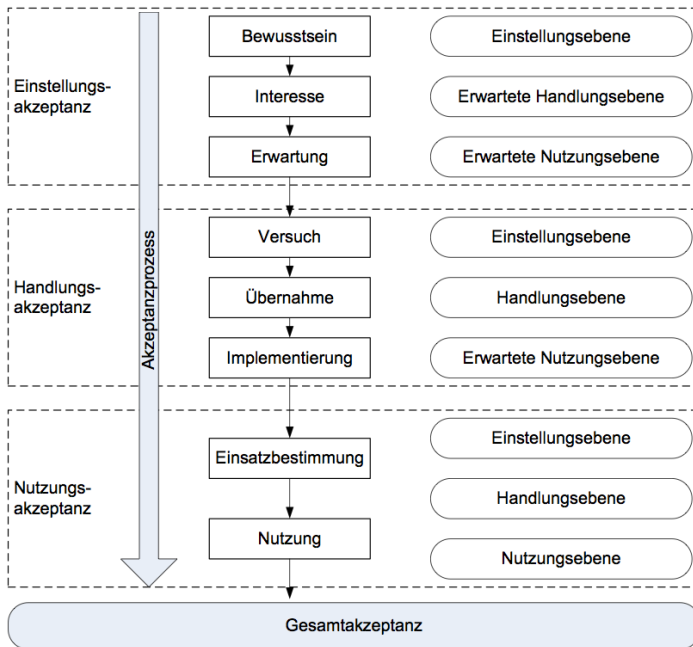 Einstellungs-
akzeptanz
Bewusstsein
Interesse
Erwartung
Einstellungsebene
Erwartete Handlungsebene
Erwartete Nutzungsebene
Akzeptanzprozess
Handlungs-
akzeptanz
Versuch
Übernahme
Implementierung
Einstellungsebene
Handlungsebene
Erwartete Nutzungsebene
Nutzungs-
akzeptanz
Einsatzbestimmung
Nutzung
Einstellungsebene
Handlungsebene
Nutzungsebene
Gesamtakzeptanz